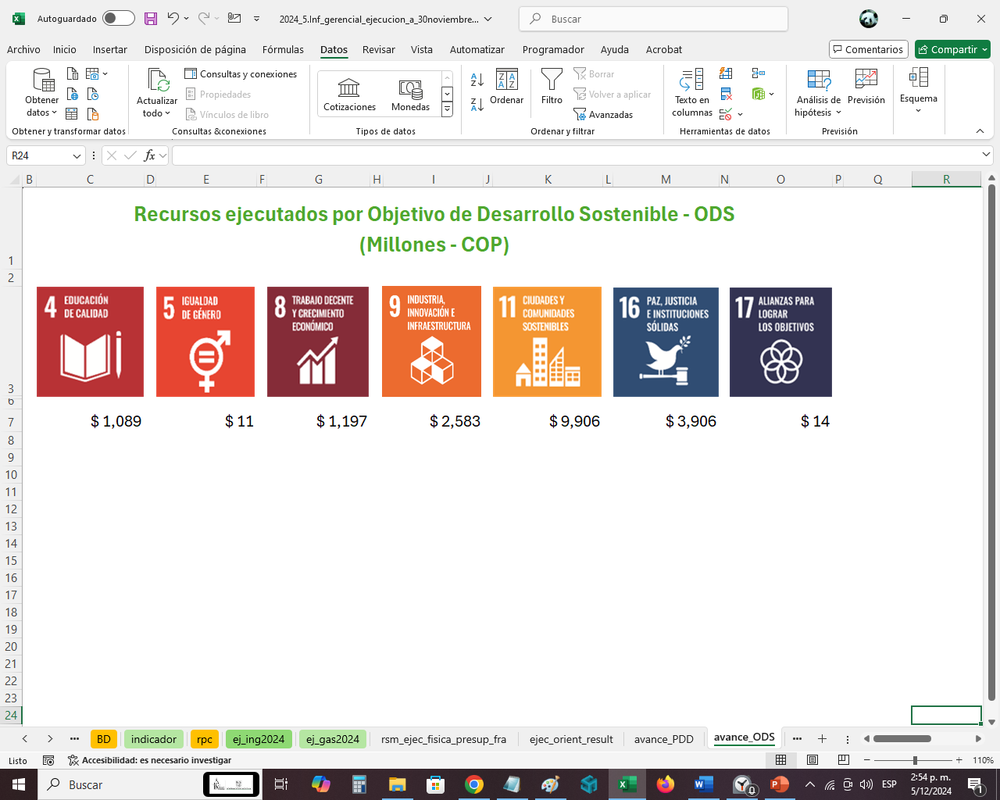 Autoguardado
2024_5.Inf_gerencial_ejecucion_a_30noviembre...
Buscar
Archivo Inicio Insertar Disposición de página Fórmulas Datos Revisar Vista Automatizar Programador Ayuda Acrobat
Comentarios Compartir
Obtener datos
Actualizar todo
Consultas y conexiones
Propiedades
Vínculos de libro
Cotizaciones Monedas
Ordenar
Filtro
Borrar
Volver a aplicar
Avanzadas
Texto en columnas
Análisis de hipótesis
Previsión
Esquema
Obtener y transformar datos Consultas &conexiones Tipos de datos Ordenar y filtrar Herramientas de datos Previsión
R24 fx
B C D E F G H I J K L M N O P Q R
Recursos ejecutados por Objetivo de Desarrollo Sostenible - ODS
(Millones - COP)
1
2
4 EDUCACIÓN
DE CALIDAD
5 IGUALDAD
DE GÉNERO
8 TRABAJO DECENTE
Y CRECIMIENTO
ECONÓMICO
9 INDUSTRIA,
INNOVACIÓN E
INFRAESTRUCTURA
11 CIUDADES Y
COMUNIDADES
SOSTENIBLES
16 PAZ, JUSTICIA
E INSTITUCIONES
SÓLIDAS
17 ALIANZAS PARA
LOGRAR
LOS OBJETIVOS
3
6
7 $ 1,089 $ 11 $ 1,197 $ 2,583 $ 9,906 $ 3,906 $ 14
8
9
10
11
12
13
14
15
16
17
18
19
20
21
22
23
24
BD indicador rpc ej_ing2024 ej_gas2024 rsm_ejec_fisica_presup_fra ejec_orient_result avance_PDD avance_ODS
Listo Accesibilidad: es necesario investigar 110%
Buscar
ESP
2:54 p. m.
5/12/2024
1